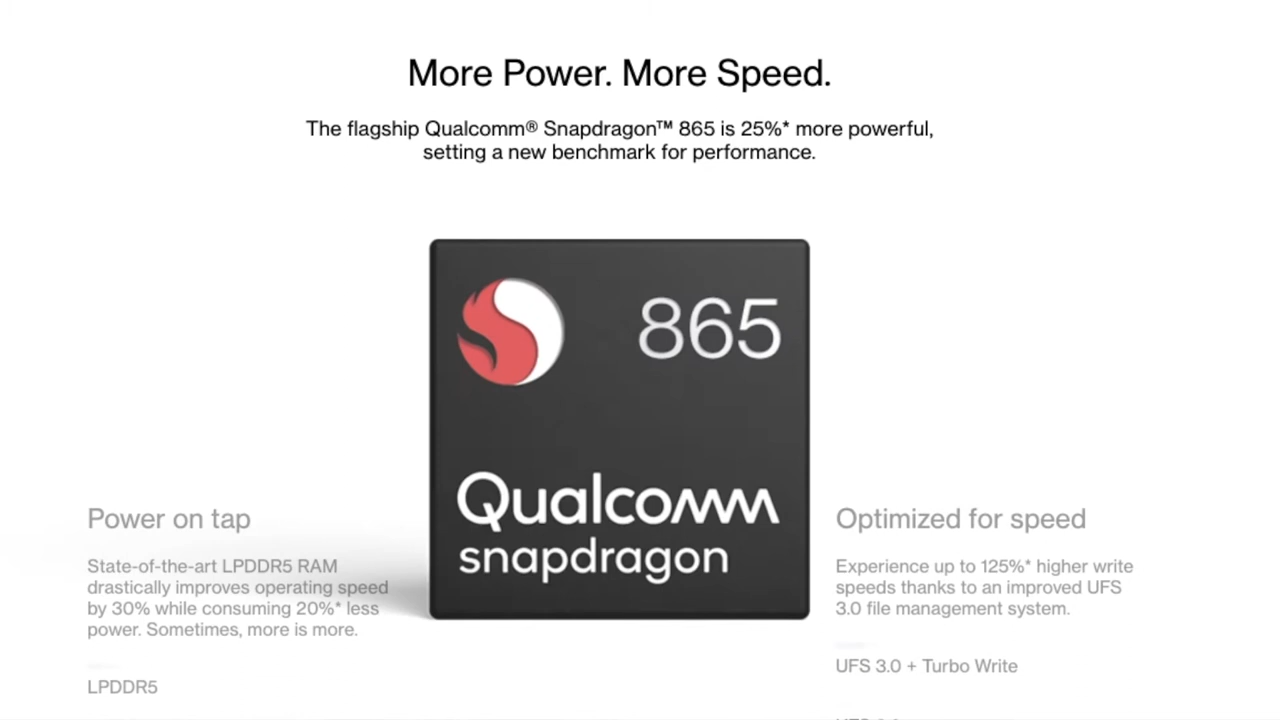 More Power. More Speed.
The flagship Qualcomm® Snapdragon™ 865 is 25%* more powerful,
setting a new benchmark for performance.
865
Qualcomm
snapdragon
Power on tap
State-of-the-art LPDDR5 RAM
drastically improves operating speed
by 30% while consuming 20%* less
power. Sometimes, more is more.
LPDDR5
Optimized for speed
Experience up to 125%* higher write
speeds thanks to an improved UFS
3.0 file management system.
UFS 3.0 + Turbo Write